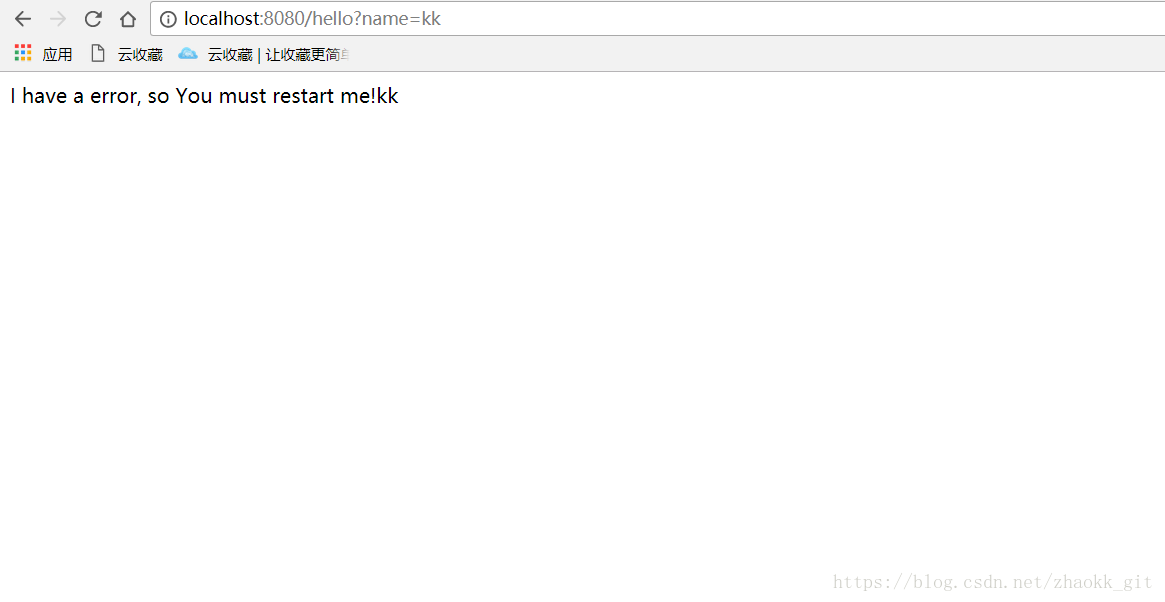 localhost:8080/hello?name=kk
应用 云收藏 云收藏 | 让收藏更简
I have a error, so You must restart me!kk
https://blog.csdn.net/zhaokk_git